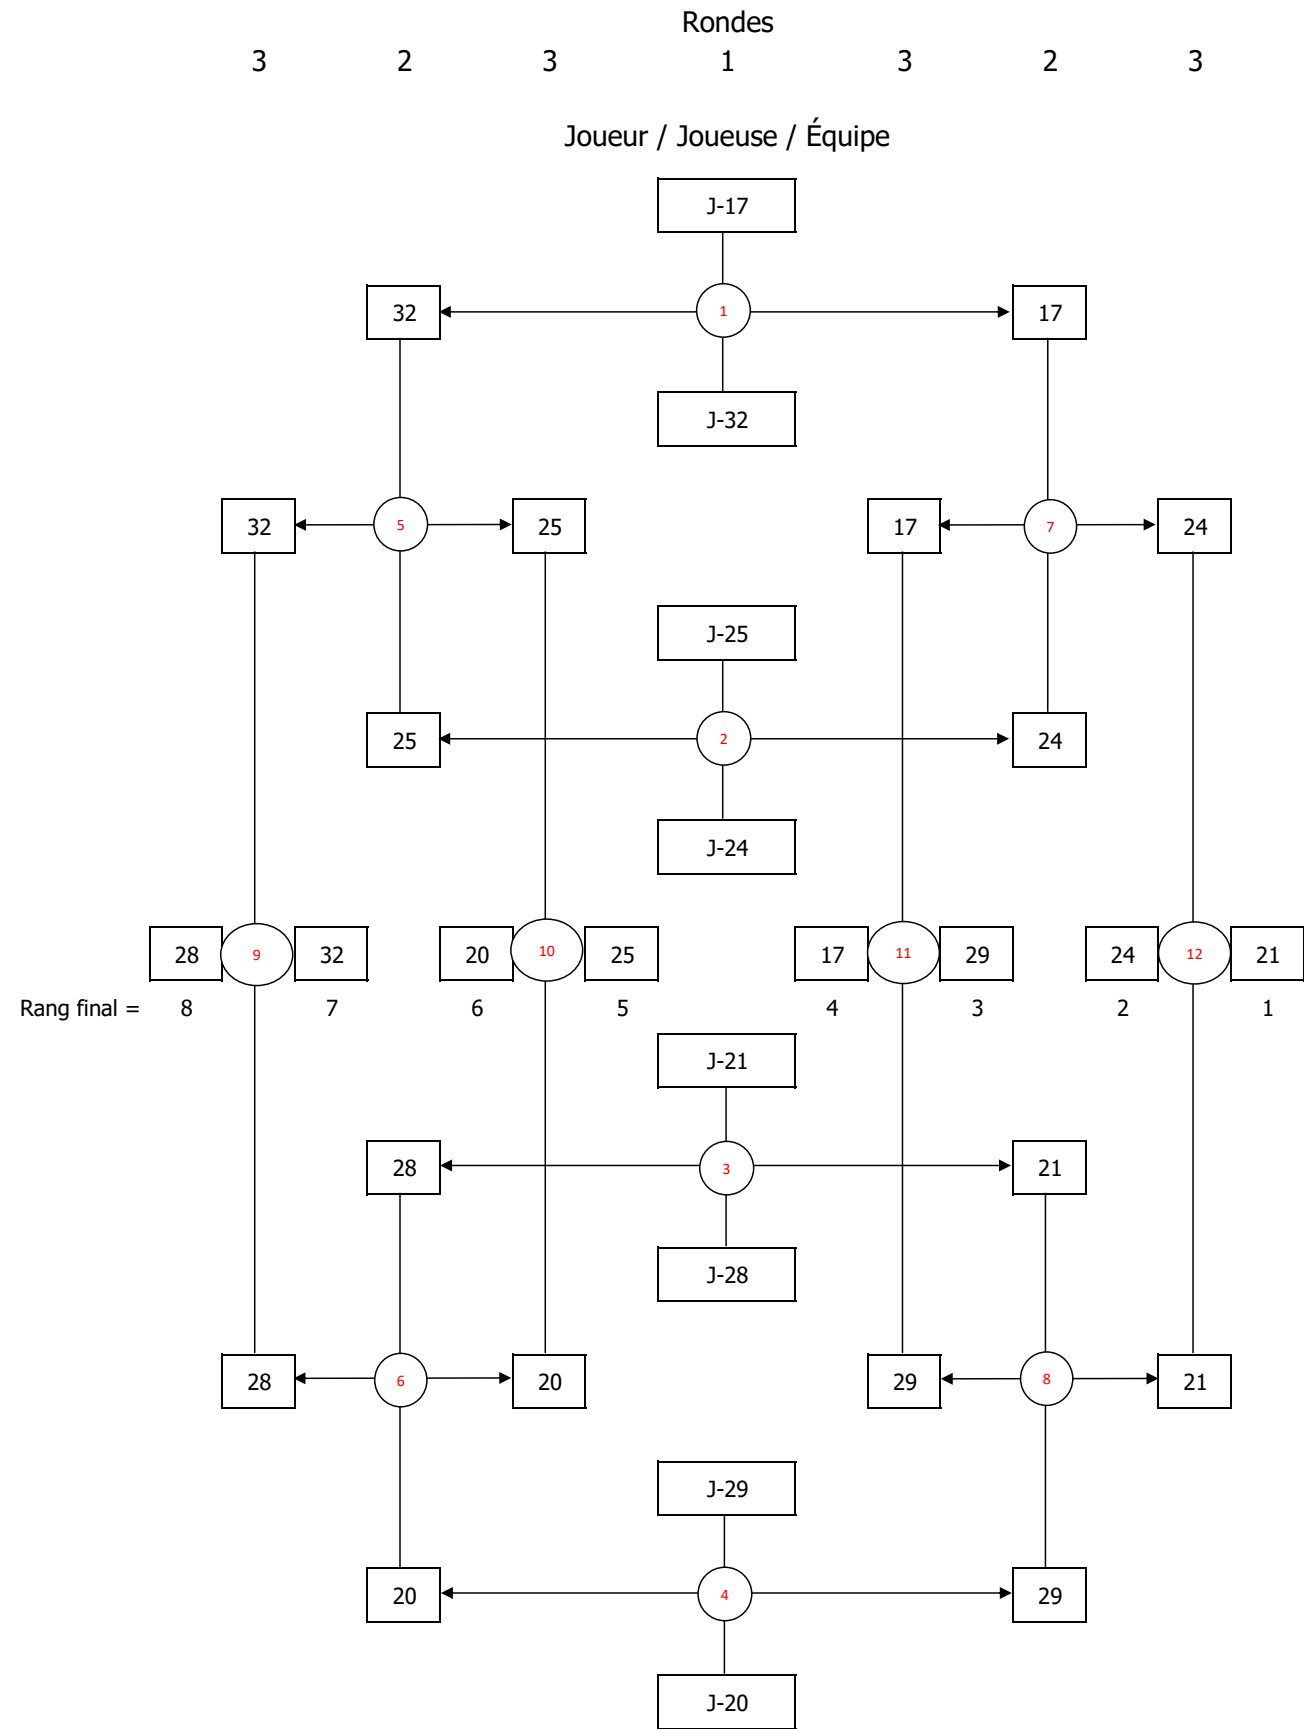 Rondes
3 2 3 1 3 2 3
Joueur / Joueuse / Équipe
J-17
32 1 17
J-32
32 5 25 17 7 24
J-25
25 2 24
J-24
28 9 32 20 10 25 17 11 29 24 12 21
Rang final = 8 7 6 5 4 3 2 1
J-21
28 3 21
J-28
28 6 20 29 8 21
J-29
20 4 29
J-20